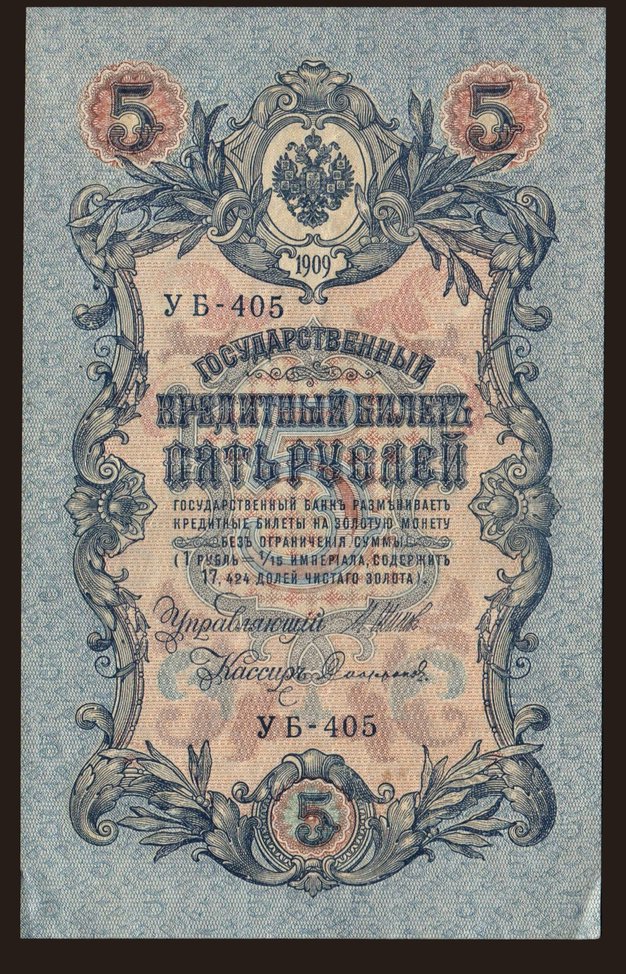 5 5
1909
УБ-405
ГОСУДАРСТВЕННЫЙ
КРЕДИТНЫЙ БИЛЕТЪ
ПЯТЬ РУБЛЕЙ
ГОСУДАРСТВЕННЫЙ БАНКЪ РАЗМѢНИВАЕТЪ
КРЕДИТНЫЕ БИЛЕТЫ НА ЗОЛОТУЮ МОНЕТУ
БЕЗЪ ОГРАНИЧЕНІЯ СУММЫ
(1 РУБЛЬ = 1/15 ИМПЕРІАЛА, СОДЕРЖИТЪ
17,424 ДОЛЕЙ ЧИСТАГО ЗОЛОТА).
Управляющій
Кассиръ
УБ-405
5